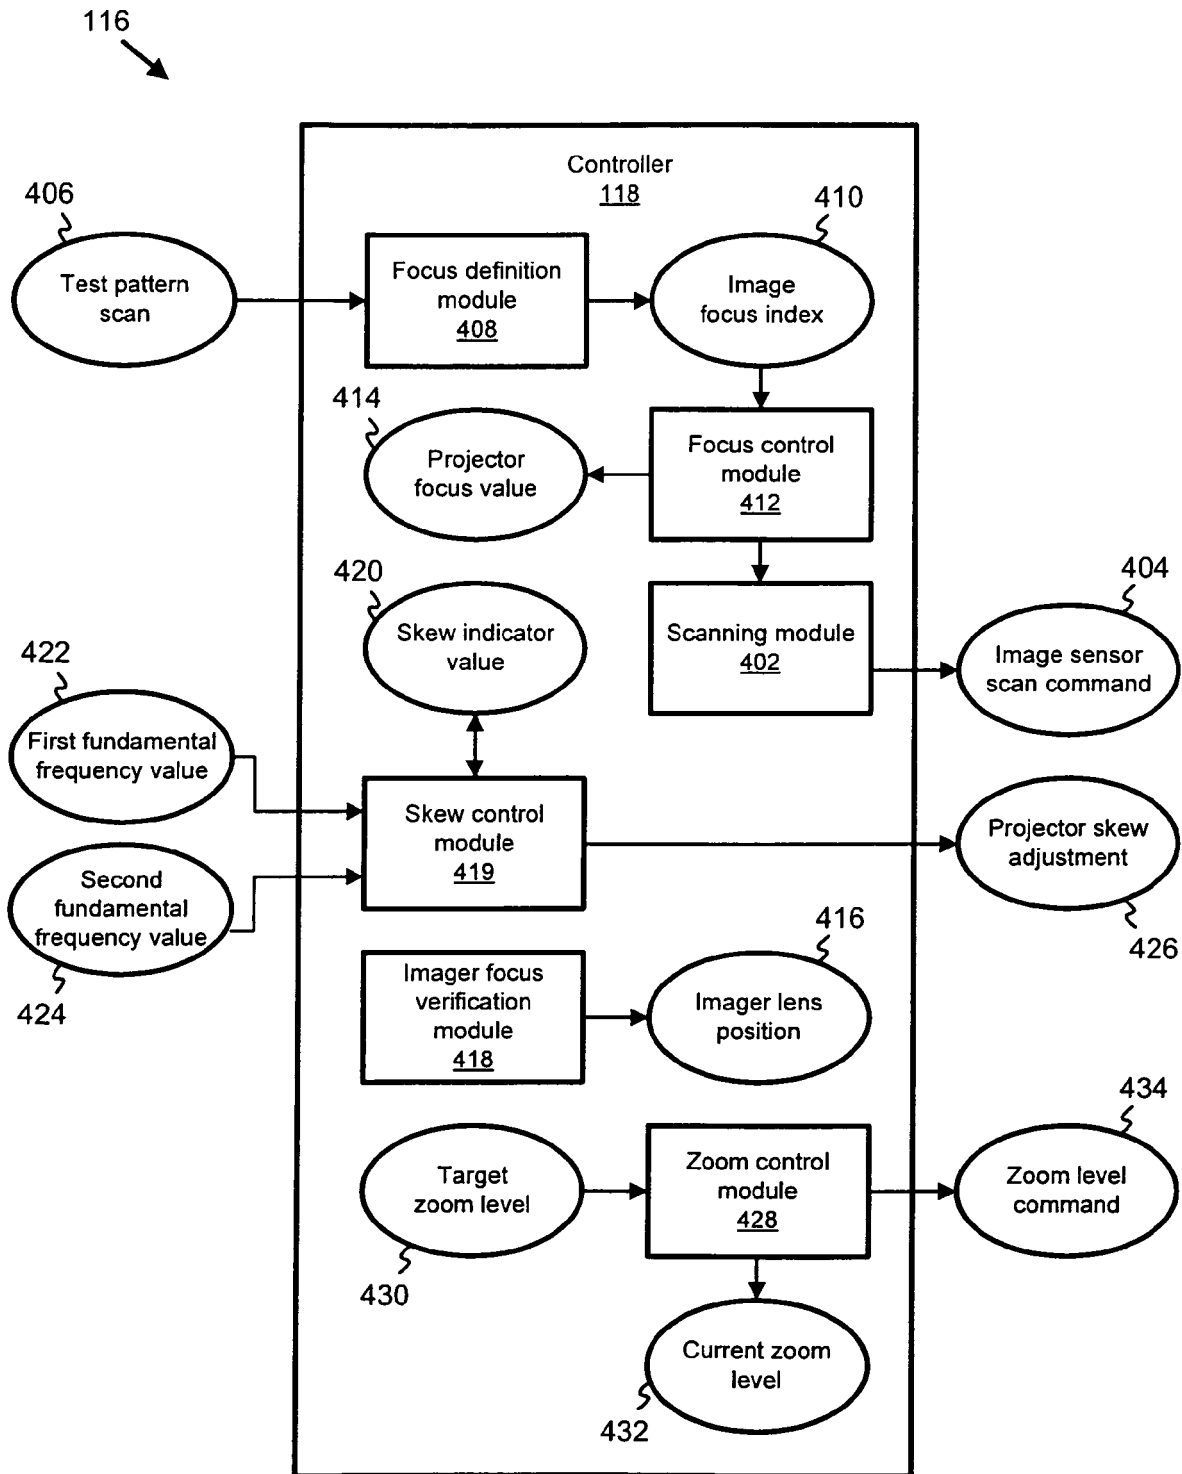 116
Controller
118
406
410
Test pattern
scan
Focus definition
module
408
Image
focus index
414
Projector
focus value
Focus control
module
412
420
404
Skew indicator
value
Scanning module
402
Image sensor
scan command
422
First fundamental
frequency value
Skew control
module
419
Projector skew
adjustment
Second
fundamental
frequency value
424
416
426
Imager focus
verification
module
418
Imager lens
position
434
Target
zoom level
Zoom control
module
428
Zoom level
command
430
Current zoom
level
432